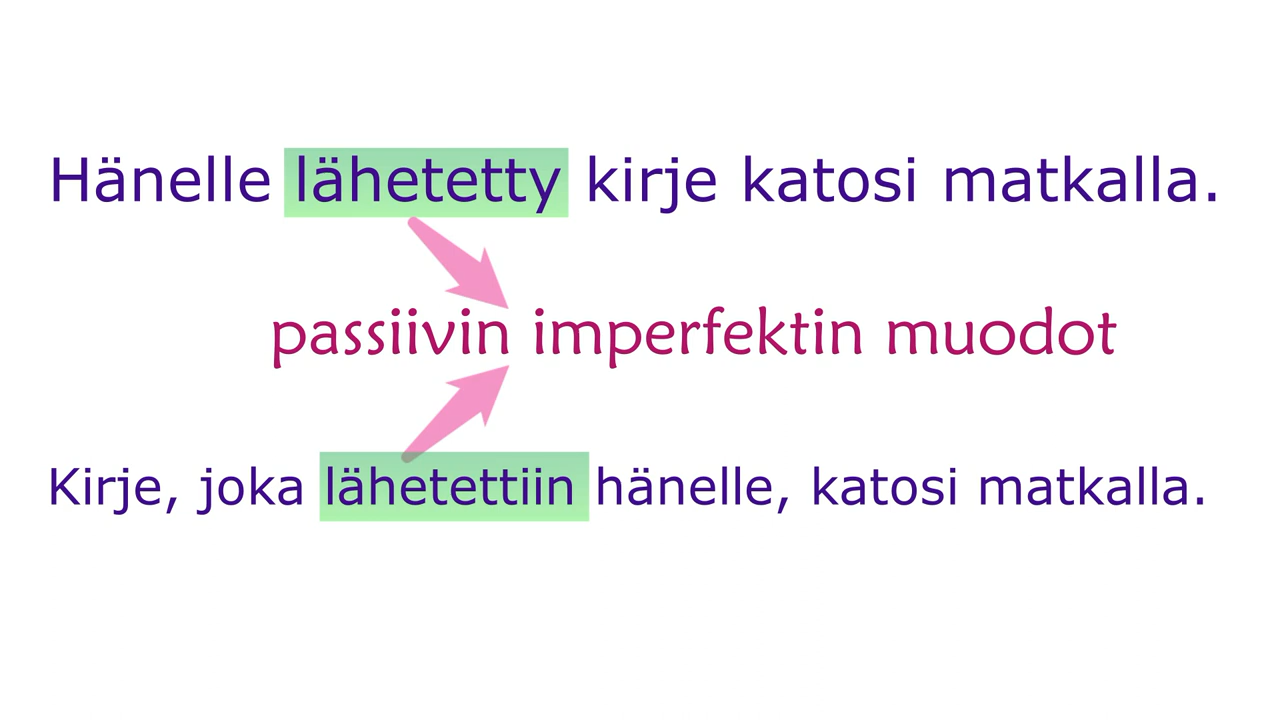 Hänelle lähetetty kirje katosi matkalla.
passiivin imperfektin muodot
Kirje, joka lähetettiin hänelle, katosi matkalla.